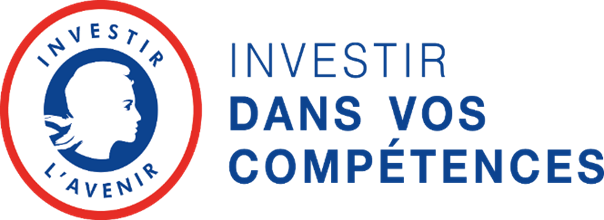 INVESTIR
L'AVENIR
INVESTIR
DANS VOS
COMPÉTENCES